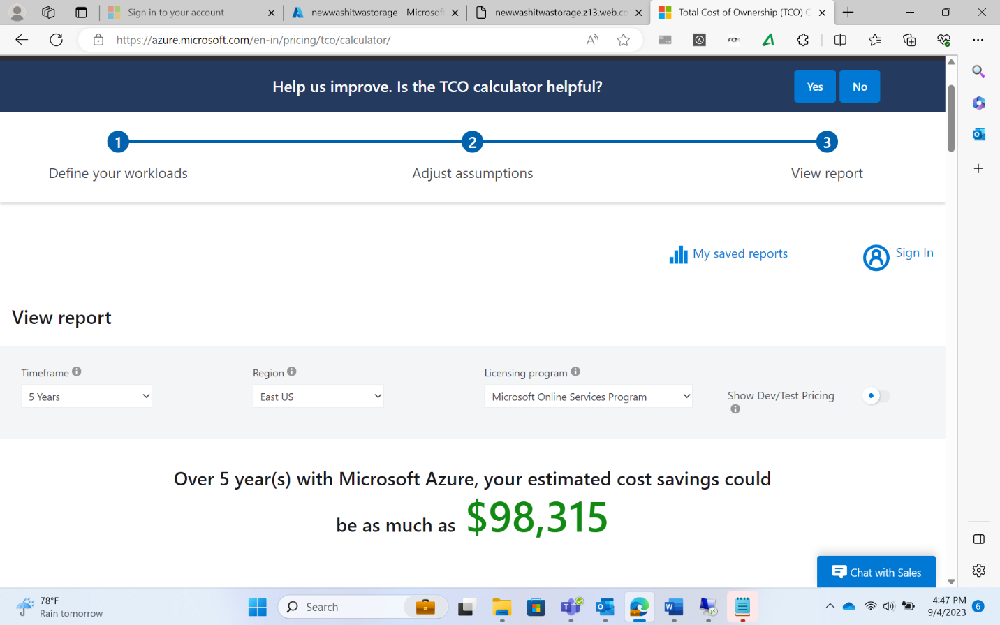 Sign in to your account
newwashitwastorage - Microsof
newwashitwastorage.z13.web.co
Total Cost of Ownership (TCO) C
https://azure.microsoft.com/en-in/pricing/tco/calculator/
FCM
Help us improve. Is the TCO calculator helpful?
Yes
No
1
2
3
Define your workloads
Adjust assumptions
View report
My saved reports
Sign In
View report
Timeframe
Region
Licensing program
5 Years
East US
Microsoft Online Services Program
Show Dev/Test Pricing
Over 5 year(s) with Microsoft Azure, your estimated cost savings could
be as much as $98,315
Chat with Sales
78°F
Rain tomorrow
Search
4:47 PM
9/4/2023
6